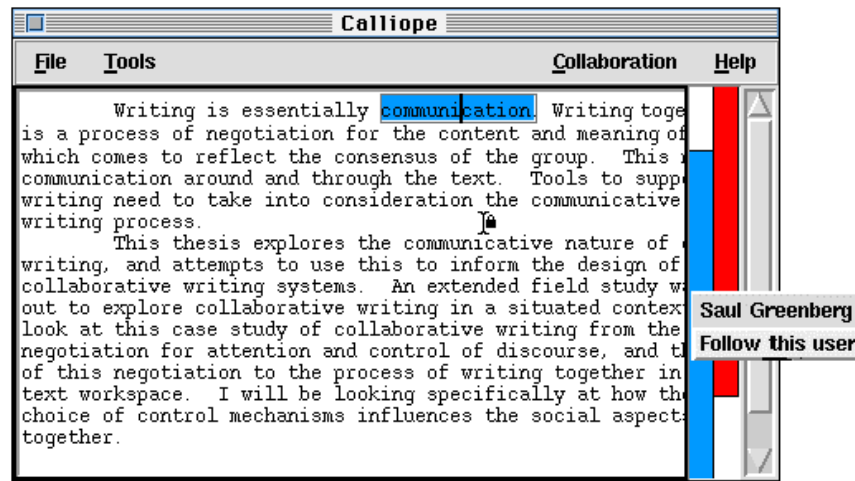 Calliope
File Tools Collaboration Help
Writing is essentially communication. Writing toge
is a process of negotiation for the content and meaning of
which comes to reflect the consensus of the group. This
communication around and through the text. Tools to supp
writing need to take into consideration the communicative
writing process.
This thesis explores the communicative nature of
writing, and attempts to use this to inform the design of
collaborative writing systems. An extended field study w
out to explore collaborative writing in a situated contex
look at this case study of collaborative writing from the
negotiation for attention and control of discourse, and t
of this negotiation to the process of writing together in
text workspace. I will be looking specifically at how the
choice of control mechanisms influences the social aspect
together.
Saul Greenberg
Follow this user